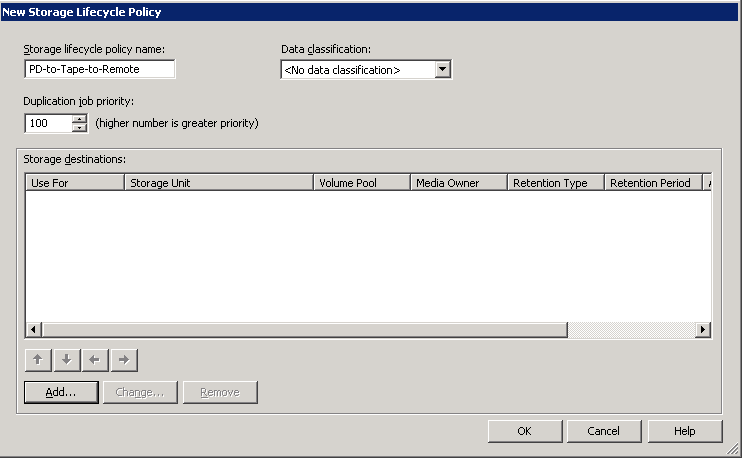 New Storage Lifecycle Policy
Storage lifecycle policy name: Data classification:
PD-to-Tape-to-Remote <No data classification>
Duplication job priority:
100 (higher number is greater priority)
Storage destinations:
Use For Storage Unit Volume Pool Media Owner Retention Type Retention Period
Add... Change... Remove
OK Cancel Help